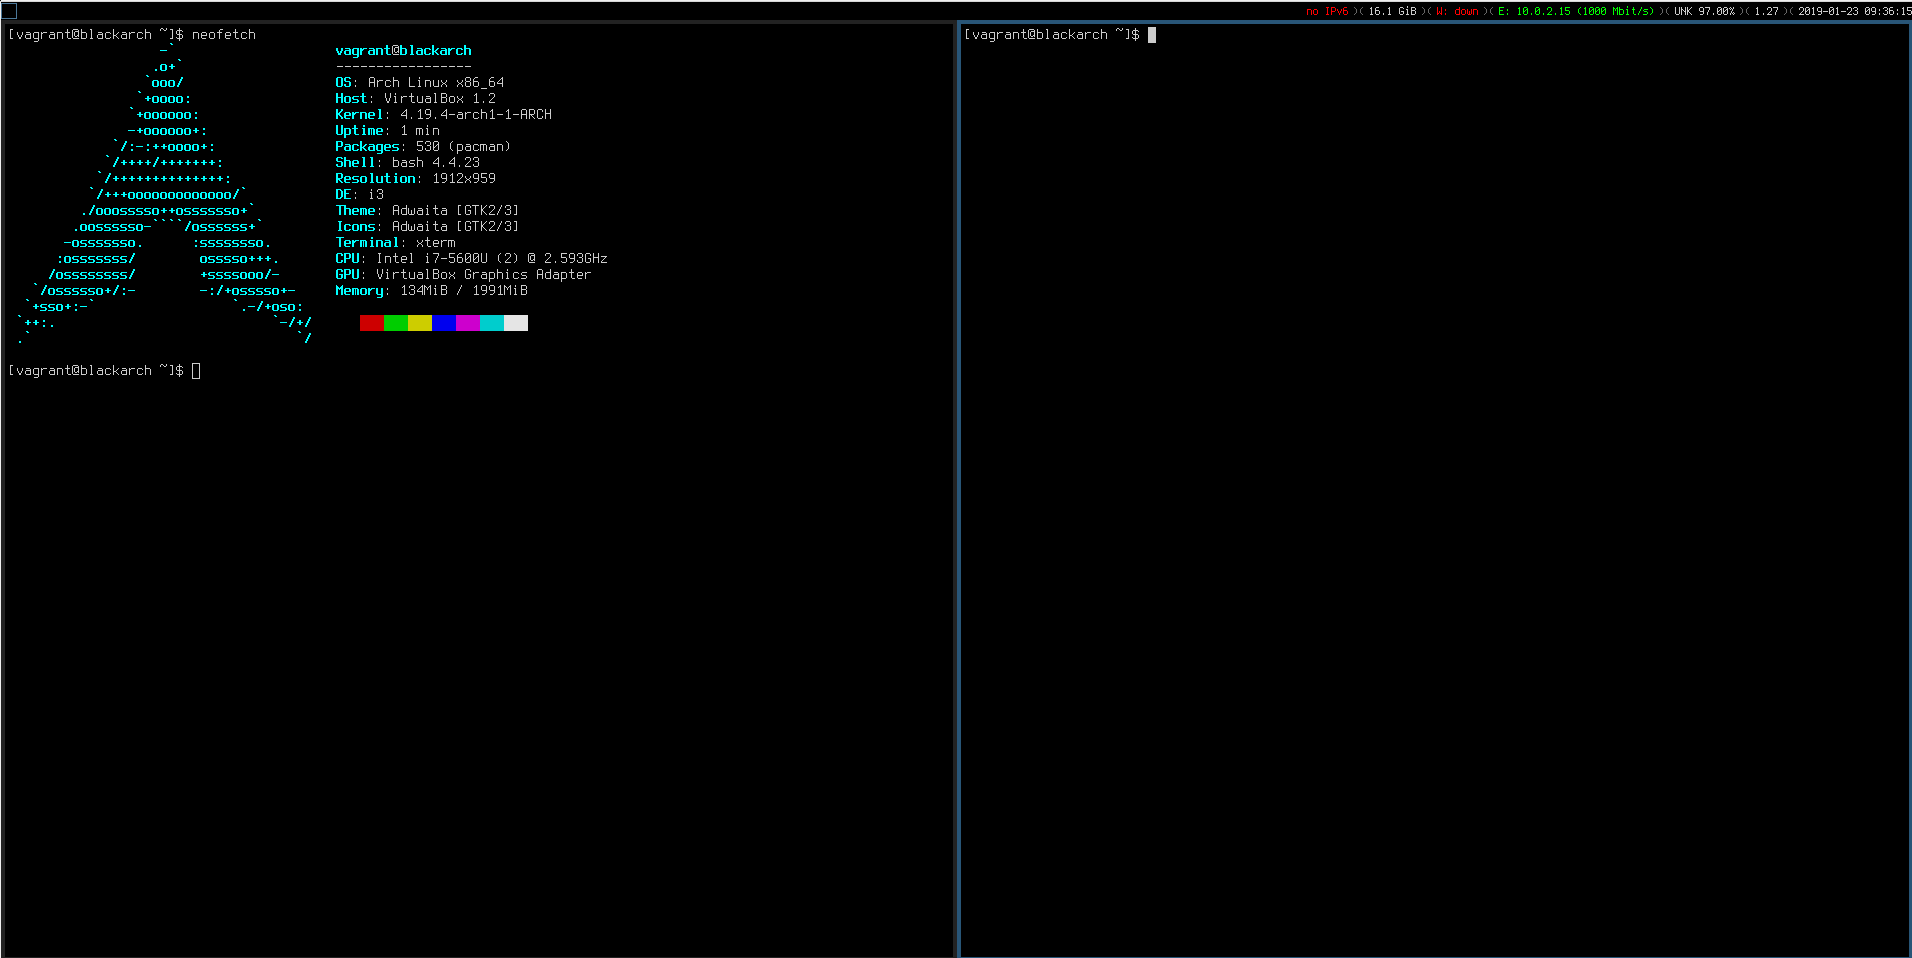 no IPv6 )( 16.1 GiB )( W: down )( E: 10.0.2.15 (1000 Mbit/s) )( UNK 97.00% )( 1.27 )( 2019-01-23 09:36:15
[vagrant@blackarch ~]$ neofetch
-`
.o+`
`ooo/
`+oooo:
`+oooooo:
-+oooooo+:
`/:-:++oooo+:
`/++++/+++++++:
`/++++++++++++++:
`/+++ooooooooooooo/`
./ooosssso++osssssso+`
.oossssso-````/ossssss+`
-osssssso.      :ssssssso.
:osssssss/        osssso+++.
/ossssssss/        +ssssooo/-
`/ossssso+/:-        -:/+osssso+-
`+sso+:-`                 `.-/+oso:
`++:.                           `-/+/
.`                                 `/
vagrant@blackarch
-----------------
OS: Arch Linux x86_64
Host: VirtualBox 1.2
Kernel: 4.19.4-arch1-1-ARCH
Uptime: 1 min
Packages: 530 (pacman)
Shell: bash 4.4.23
Resolution: 1912x959
DE: i3
Theme: Adwaita [GTK2/3]
Icons: Adwaita [GTK2/3]
Terminal: xterm
CPU: Intel i7-5600U (2) @ 2.593GHz
GPU: VirtualBox Graphics Adapter
Memory: 134MiB / 1991MiB
[vagrant@blackarch ~]$
[vagrant@blackarch ~]$